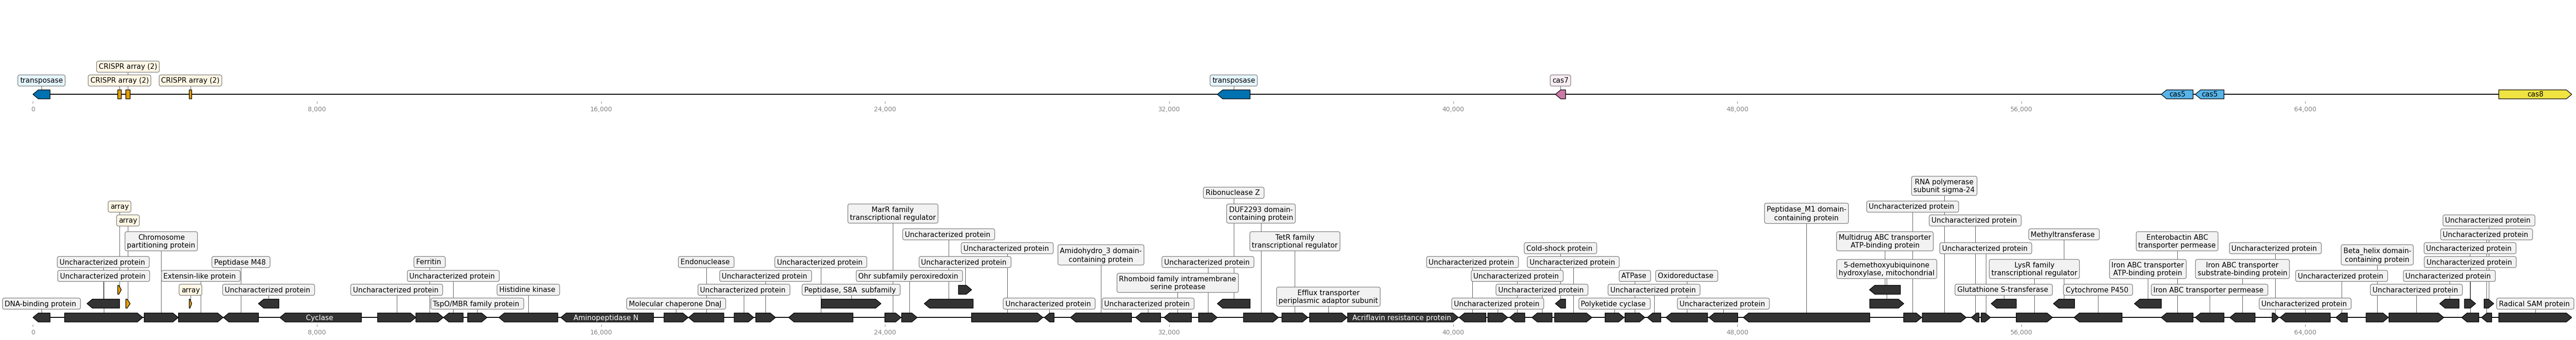 CRISPR array (2)
transposase
CRISPR array (2)
CRISPR array (2)
transposase
cas7
cas5
cas5
cas8
0
8,000
16,000
24,000
32,000
40,000
48,000
56,000
64,000
RNA polymerase
subunit sigma-24
Ribonuclease Z
array
MarR family
transcriptional regulator
DUF2293 domain-
containing protein
Peptidase_M1 domain-
containing protein
Uncharacterized protein
array
Uncharacterized protein
Uncharacterized protein
Chromosome
partitioning protein
Uncharacterized protein
TetR family
transcriptional regulator
Multidrug ABC transporter
ATP-binding protein
Methyltransferase
Enterobactin ABC
transporter permease
Uncharacterized protein
Uncharacterized protein
Amidohydro_3 domain-
containing protein
Cold-shock protein
Uncharacterized protein
Uncharacterized protein
Beta_helix domain-
containing protein
Uncharacterized protein
Uncharacterized protein
Peptidase M48
Ferritin
Endonuclease
Uncharacterized protein
Uncharacterized protein
Uncharacterized protein
Uncharacterized protein
Uncharacterized protein
5-demethoxyubiquinone
hydroxylase, mitochondrial
LysR family
transcriptional regulator
Iron ABC transporter
ATP-binding protein
Iron ABC transporter
substrate-binding protein
Uncharacterized protein
Uncharacterized protein
Extensin-like protein
Uncharacterized protein
Uncharacterized protein
Ohr subfamily peroxiredoxin
Rhomboid family intramembrane
serine protease
Uncharacterized protein
ATPase
Oxidoreductase
Uncharacterized protein
Uncharacterized protein
array
Uncharacterized protein
Uncharacterized protein
Histidine kinase
Uncharacterized protein
Peptidase, S8A  subfamily
Efflux transporter
periplasmic adaptor subunit
Uncharacterized protein
Uncharacterized protein
Glutathione S-transferase
Cytochrome P450
Iron ABC transporter permease
Uncharacterized protein
DNA-binding protein
TspO/MBR family protein
Molecular chaperone DnaJ
Uncharacterized protein
Uncharacterized protein
Uncharacterized protein
Polyketide cyclase
Uncharacterized protein
Uncharacterized protein
Radical SAM protein
Cyclase
Aminopeptidase N
Acriflavin resistance protein
0
8,000
16,000
24,000
32,000
40,000
48,000
56,000
64,000